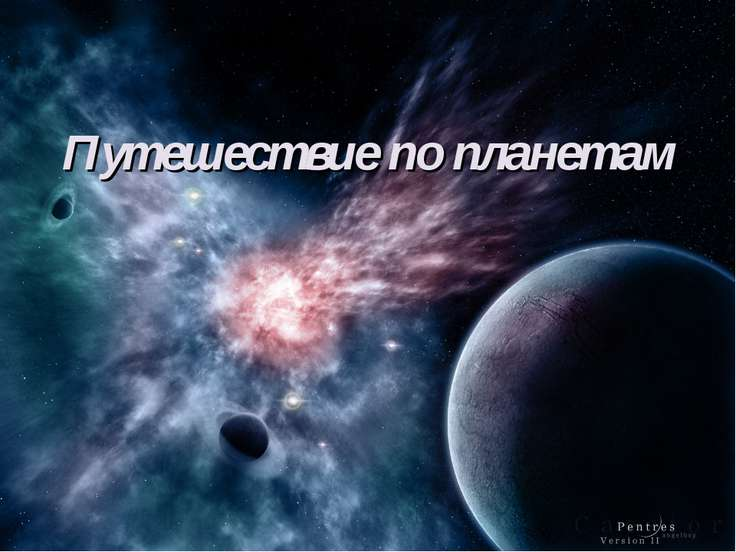 Путешествие по планетам
Pentres
Version II